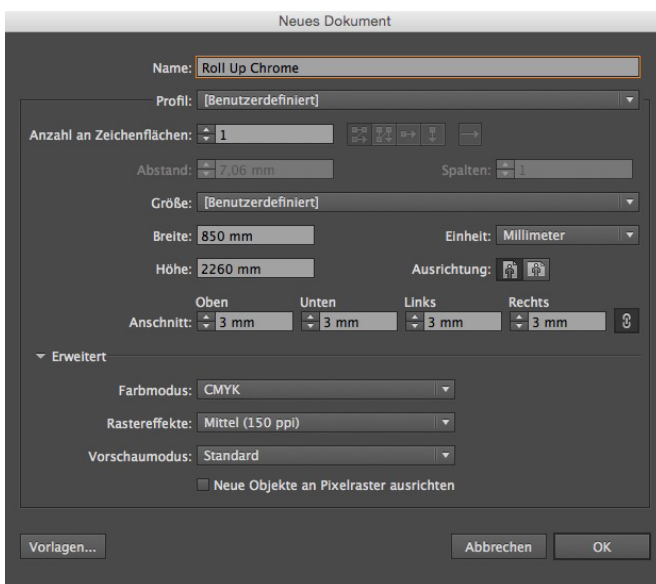 Neues Dokument
Name: Roll Up Chrome
Profil: [Benutzerdefiniert]
Anzahl an Zeichenflächen: 1
Abstand: 7,06 mm Spalten: 1
Größe: [Benutzerdefiniert]
Breite: 850 mm Einheit: Millimeter
Höhe: 2260 mm Ausrichtung:
Oben Unten Links Rechts
Anschnitt: 3 mm 3 mm 3 mm 3 mm
Erweitert
Farbmodus: CMYK
Rastereffekte: Mittel (150 ppi)
Vorschaumodus: Standard
Neue Objekte an Pixelraster ausrichten
Vorlagen... Abbrechen OK